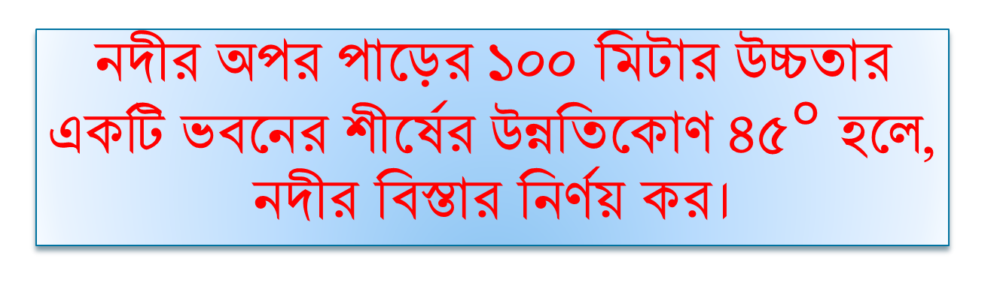 নদীর অপর পাড়ের ১০০ মিটার উচ্চতার
একটি ভবনের শীর্ষের উন্নতিকোণ ৪৫° হলে,
নদীর বিস্তার নির্ণয় কর।